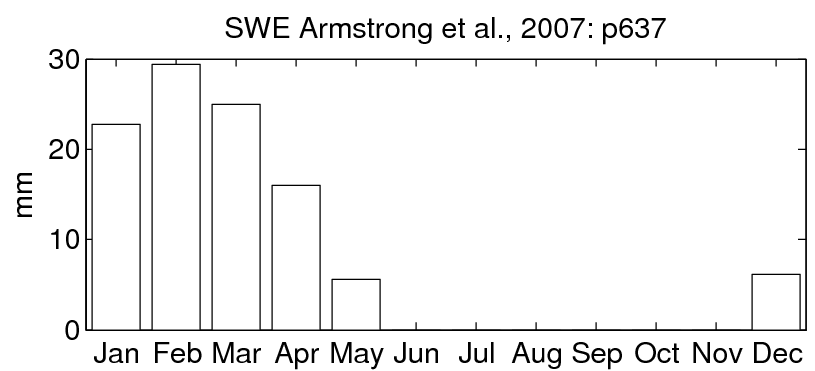 SWE Armstrong et al., 2007: p637
30
20
10
0
mm
Jan Feb Mar Apr May Jun Jul Aug Sep Oct Nov Dec